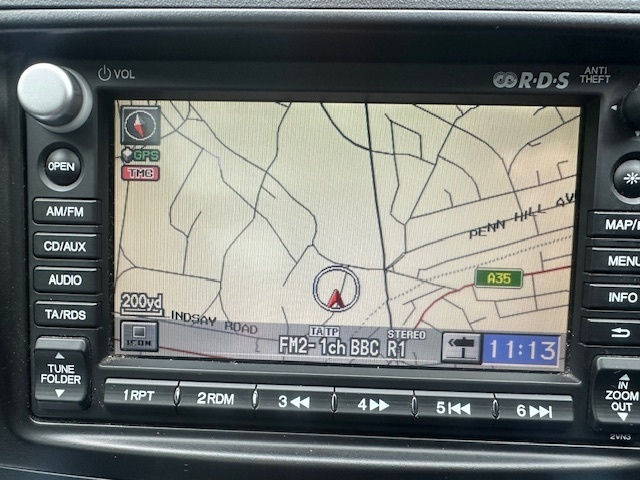 VOL
R·D·S
ANTI
THEFT
OPEN
AM/FM
CD/AUX
AUDIO
TA/RDS
TUNE
FOLDER
GPS
TMC
PENN HILL AV
A35
200yd
LINDSAY ROAD
ICON
TA TP
STEREO
FM2-1ch BBC R1
11:13
MAP/
MENU
INFO
IN
ZOOM
OUT
2VN3
1RPT
2RDM
3
4
5
6